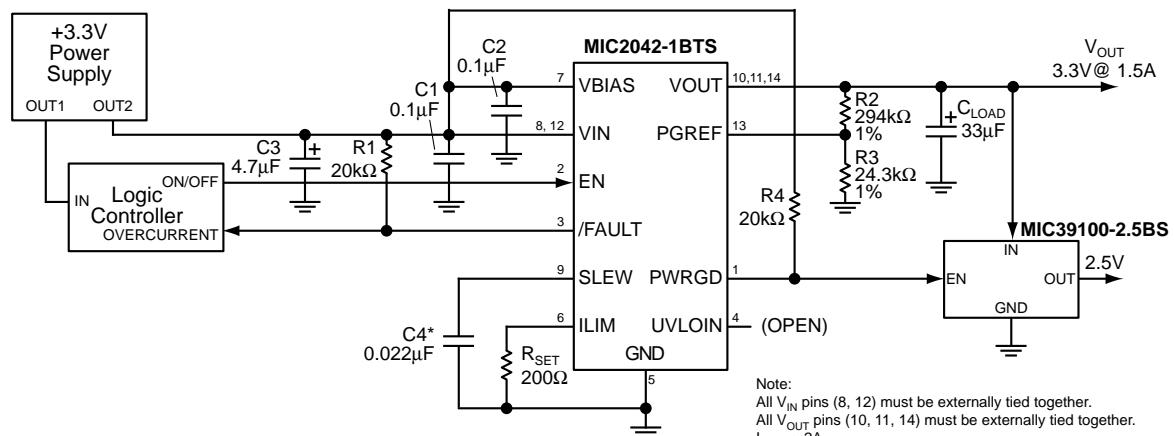 +3.3V
Power
Supply
OUT1 OUT2
MIC2042-1BTS
C2
0.1µF
C1
0.1µF
C3
4.7µF
R1
20kΩ
IN
ON/OFF
Logic
Controller
OVERCURRENT
7
VBIAS
8, 12
VIN
2
EN
3
/FAULT
9
SLEW
6
ILIM
VOUT
10,11,14
PGREF
13
PWRGD
1
UVLOIN
4
(OPEN)
GND
5
C4*
0.022µF
RSET
200Ω
R4
20kΩ
R2
294kΩ
1%
R3
24.3kΩ
1%
CLOAD
33µF
+
+
VOUT
3.3V@ 1.5A
MIC39100-2.5BS
IN
EN
OUT
GND
2.5V
Note:
All VIN pins (8, 12) must be externally tied together.
All VOUT pins (10, 11, 14) must be externally tied together.